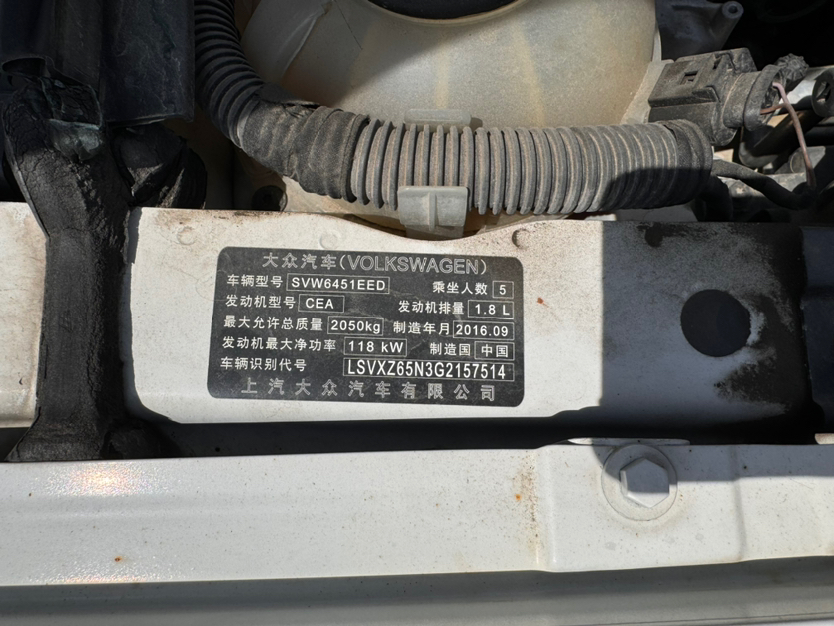 大众汽车(VOLKSWAGEN)
车辆型号 SVW6451EED 乘坐人数 5
发动机型号 CEA 发动机排量 1.8 L
最大允许总质量 2050kg 制造年月 2016.09
发动机最大净功率 118 kW 制造国 中国
车辆识别代号 LSVXZ65N3G2157514
上汽大众汽车有限公司